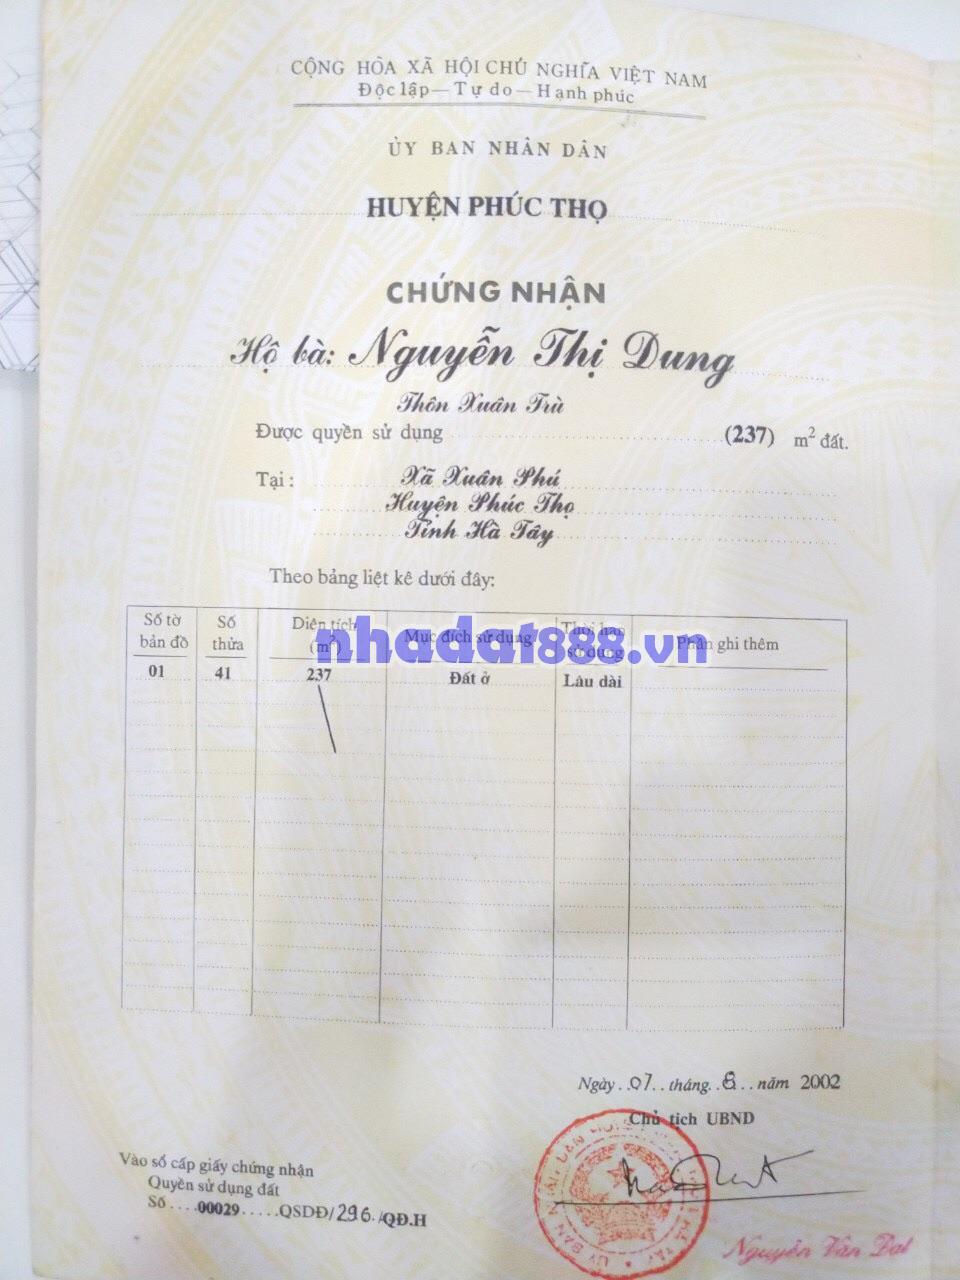 CỘNG HÒA XÃ HỘI CHỦ NGHĨA VIỆT NAM
Độc lập — Tự do — Hạnh phúc
ỦY BAN NHÂN DÂN
HUYỆN PHÚC THỌ
CHỨNG NHẬN
Hộ bà: Nguyễn Thị Dung
Thôn Xuân Trù
Được quyền sử dụng (237) m² đất.
Tại : Xã Xuân Phú
Huyện Phúc Thọ
Tỉnh Hà Tây
Theo bảng liệt kê dưới đây:
Số tờ bản đồ
Số thửa
Diện tích (m²)
Mục đích sử dụng
Thời hạn sử dụng
Phần ghi thêm
nhadat888.vn
01 41 237 Đất ở Lâu dài
Ngày..07..tháng..8...năm 2002
Chủ tịch UBND
Vào sổ cấp giấy chứng nhận
Quyền sử dụng đất
Số....00029.....QSDĐ/296./QĐ.H
Nguyễn Văn Đạt